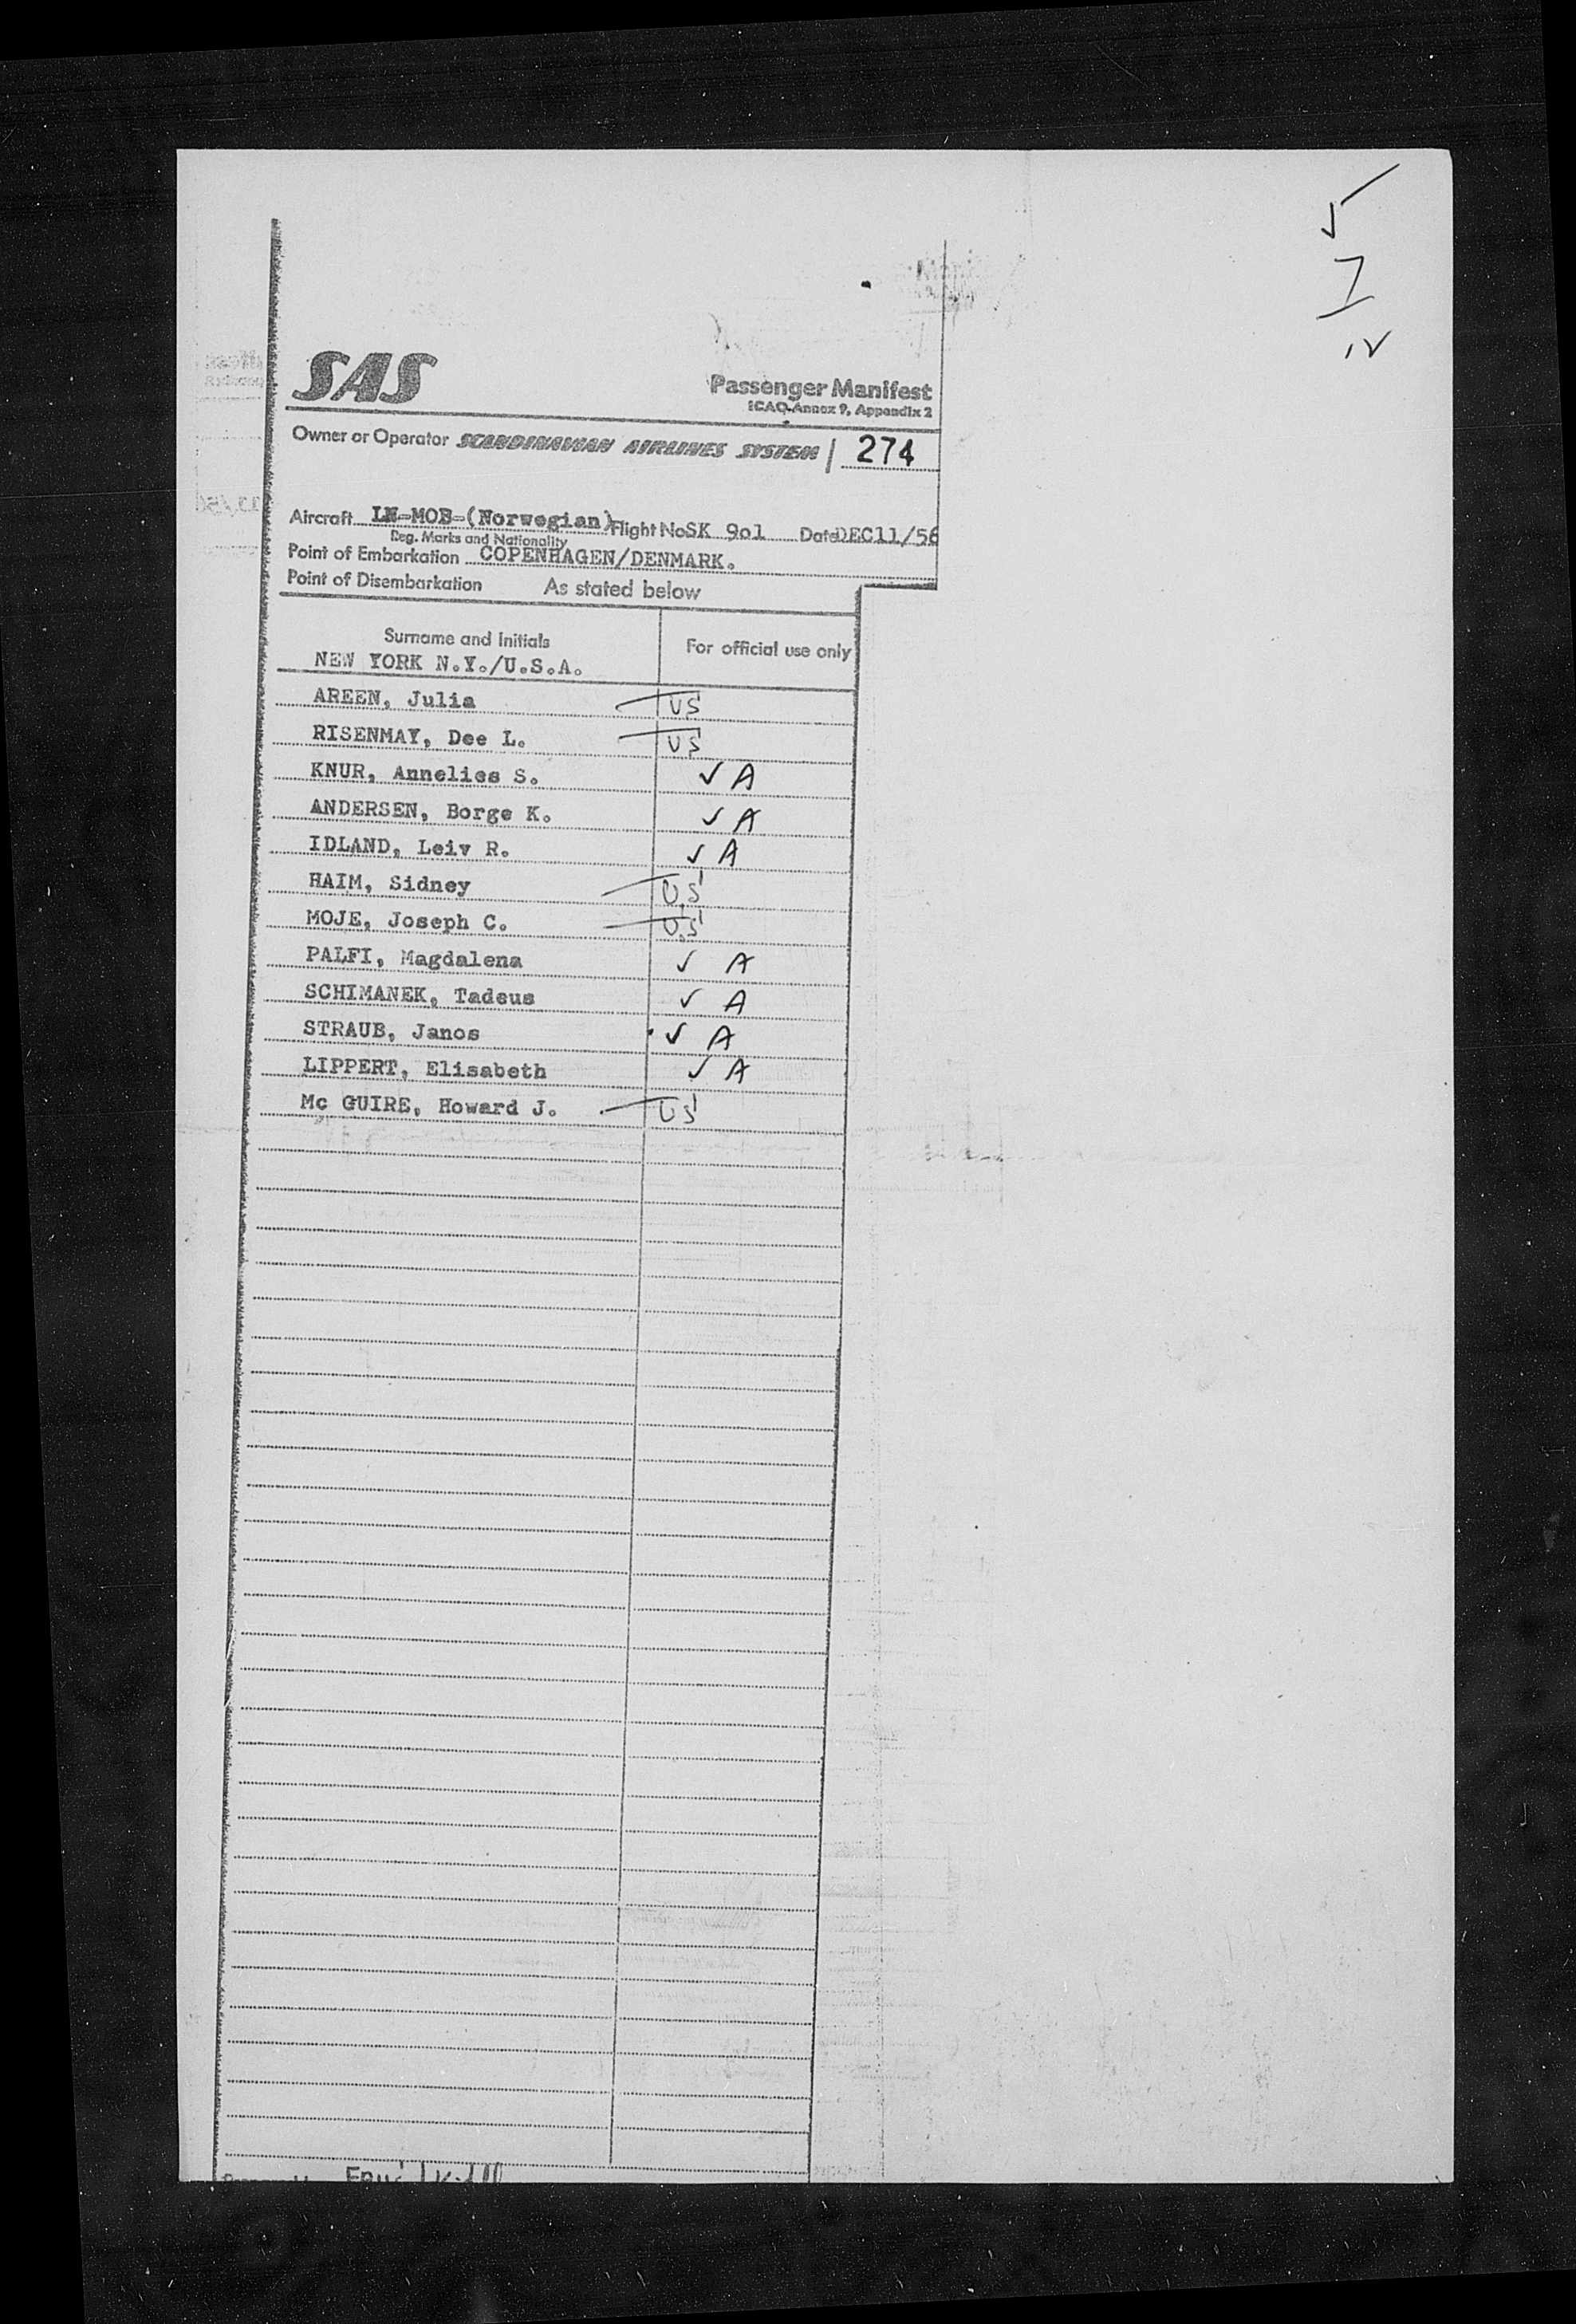 5
7
12
SAS
Passenger Manifest
ICAO-Annex 9, Appendix 2
Owner or Operator SCANDINAVIAN AIRLINES SYSTEM 274
Aircraft LN-MOB-(Norwegian) Flight No SK 901 Date DEC11/56
Reg. Marks and Nationality
Point of Embarkation COPENHAGEN/DENMARK.
Point of Disembarkation As stated below
Surname and Initials For official use only
NEW YORK N.Y./U.S.A.
AREEN, Julia US
RISENMAY, Dee L. US
KNUR, Annelies S. ✓ A
ANDERSEN, Borge K. ✓ A
IDLAND, Leiv R. ✓ A
HAIM, Sidney U.S
MOJE, Joseph C. U.S
PALFI, Magdalena ✓ A
SCHIMANEK, Tadeus ✓ A
STRAUB, Janos ✓ A
LIPPERT, Elisabeth ✓ A
Mc GUIRE, Howard J. US